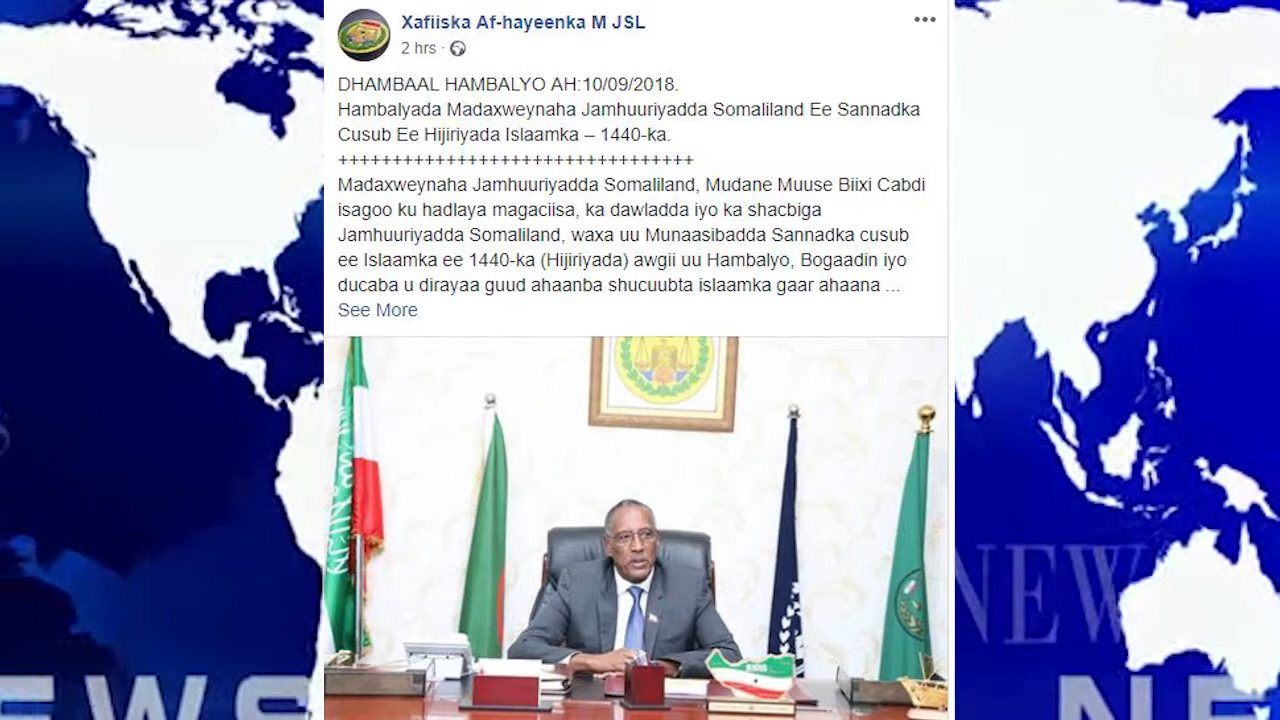 Xafiiska Af-hayeenka M JSL
2 hrs ·
DHAMBAAL HAMBALYO AH:10/09/2018.
Hambalyada Madaxweynaha Jamhuuriyadda Somaliland Ee Sannadka
Cusub Ee Hijiriyada Islaamka – 1440-ka.
+++++++++++++++++++++++++++++++++
Madaxweynaha Jamhuuriyadda Somaliland, Mudane Muuse Biixi Cabdi
isagoo ku hadlaya magaciisa, ka dawladda iyo ka shacbiga
Jamhuuriyadda Somaliland, waxa uu Munaasibadda Sannadka cusub
ee Islaamka ee 1440-ka (Hijiriyada) awgii uu Hambalyo, Bogaadin iyo
ducaba u dirayaa guud ahaanba shucuubta islaamka gaar ahaana ...
See More
NEW
EWS
NE